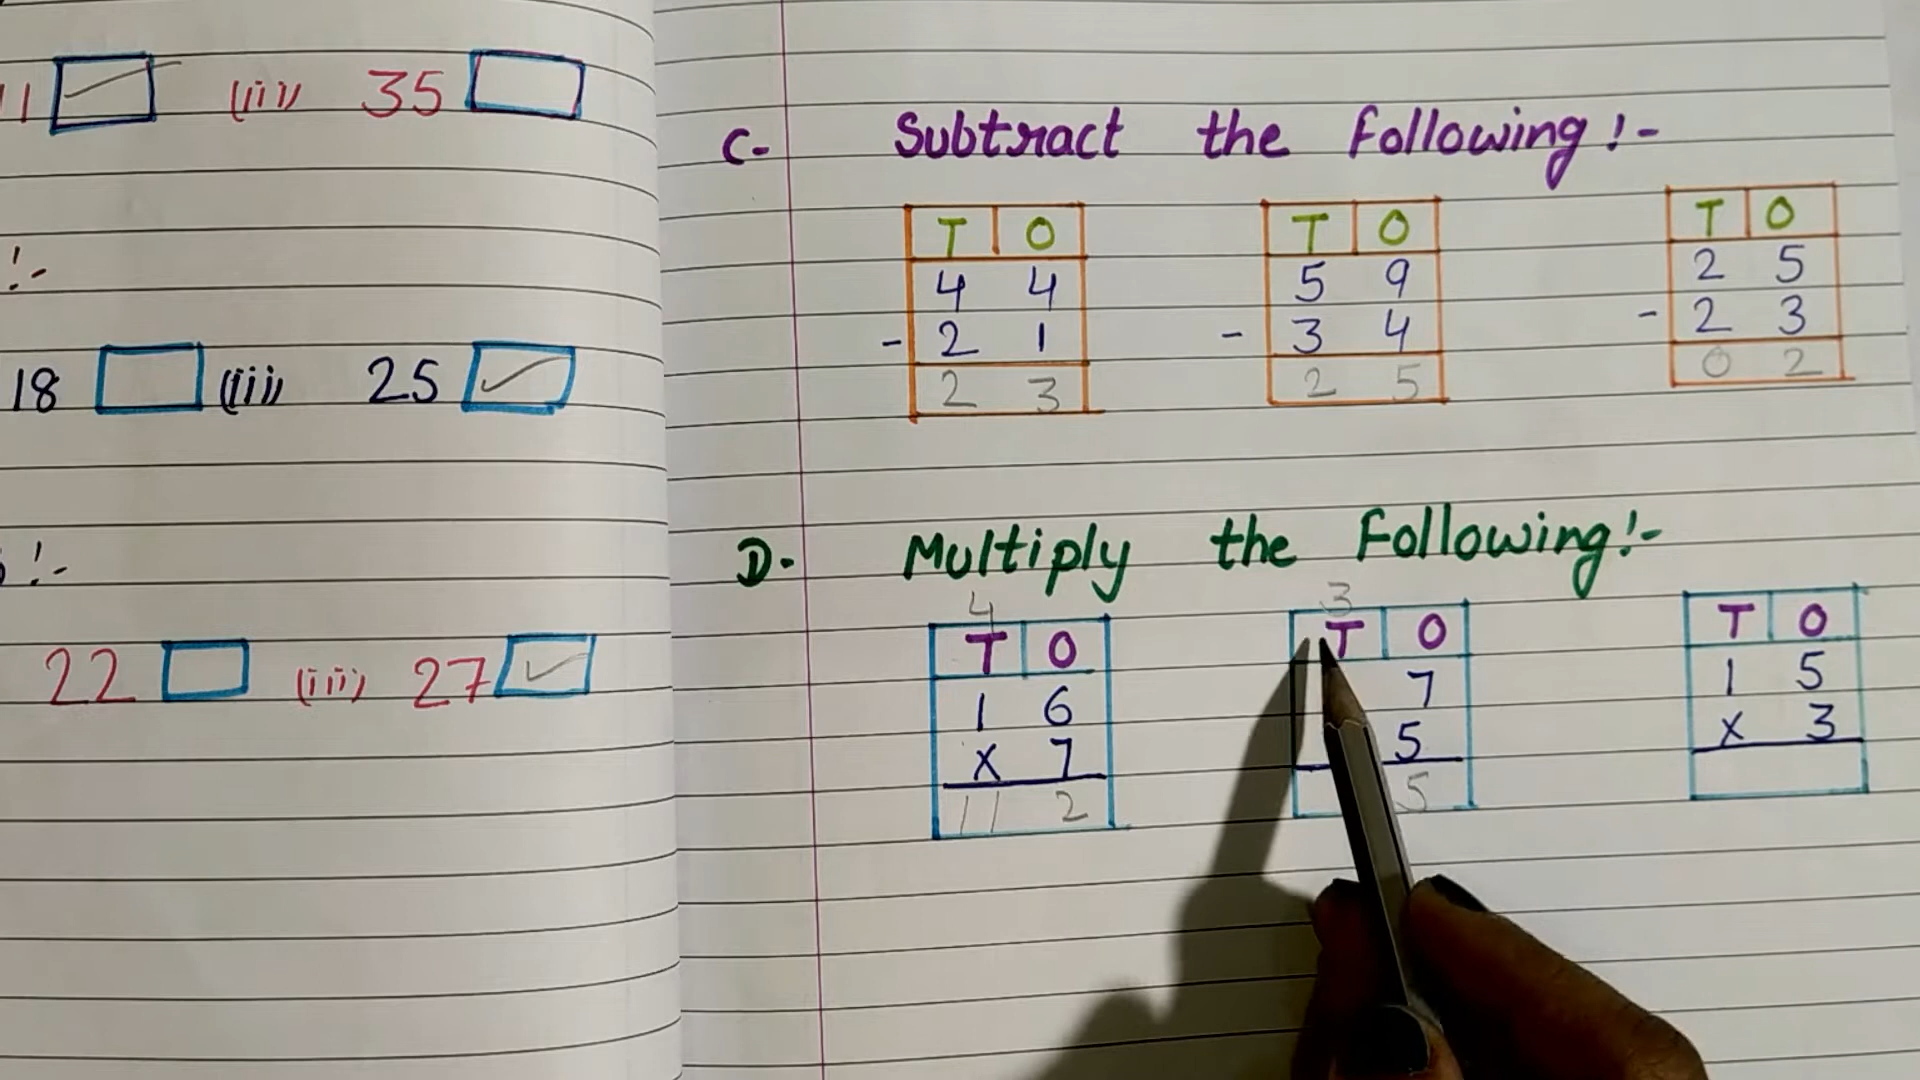 11 (ii) 35
!-
18 (ii) 25
!-
22 (iii) 27
C- Subtract the Following!-
T O T O T O
4 4 5 9 2 5
- 2 1 - 3 4 - 2 3
2 3 2 5 0 2
D- Multiply the Following!-
4 3
T O T O T O
1 6 7 1 5
x 7 5 x 3
11 2 5